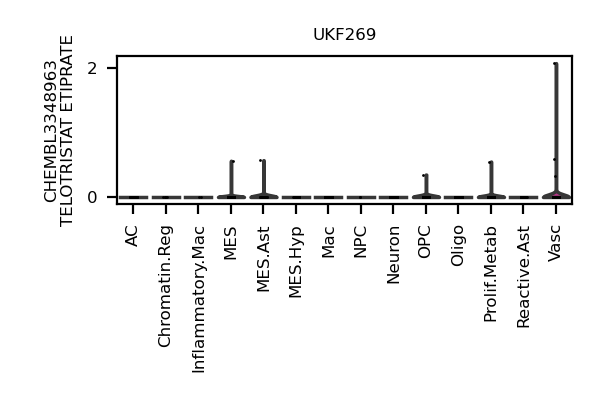 UKF269
CHEMBL3348963
TELOTRISTAT ETIPRATE
2
0
AC
Chromatin.Reg
Inflammatory.Mac
MES
MES.Ast
MES.Hyp
Mac
NPC
Neuron
OPC
Oligo
Prolif.Metab
Reactive.Ast
Vasc